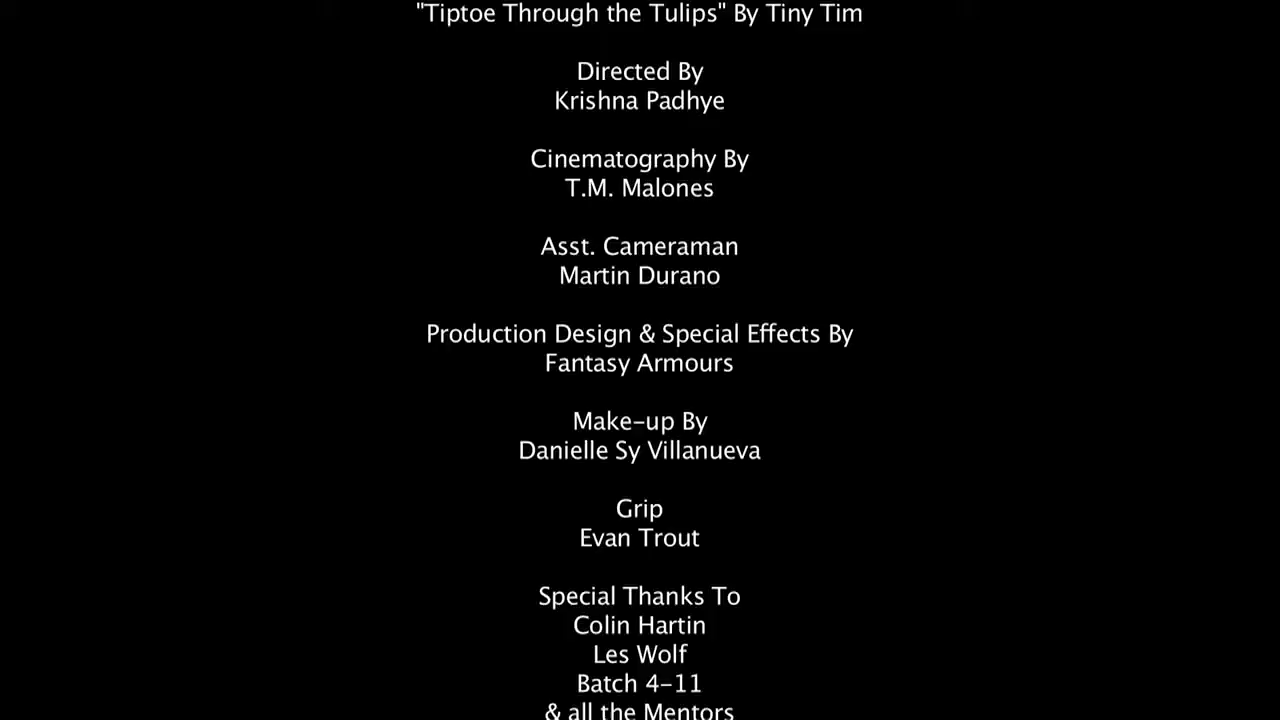 "Tiptoe Through the Tulips" By Tiny Tim
Directed By
Krishna Padhye
Cinematography By
T.M. Malones
Asst. Cameraman
Martin Durano
Production Design & Special Effects By
Fantasy Armours
Make-up By
Danielle Sy Villanueva
Grip
Evan Trout
Special Thanks To
Colin Hartin
Les Wolf
Batch 4-11
& all the Mentors